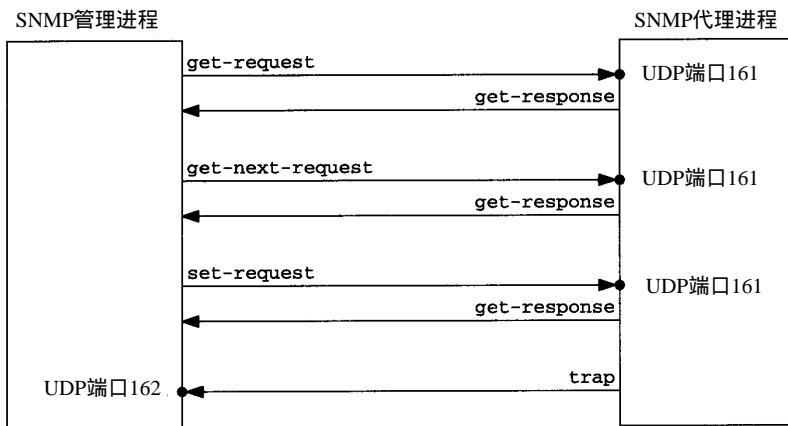 SNMP管理进程
SNMP代理进程
get-request
UDP端口161
get-response
get-next-request
UDP端口161
get-response
set-request
UDP端口161
get-response
trap
UDP端口162